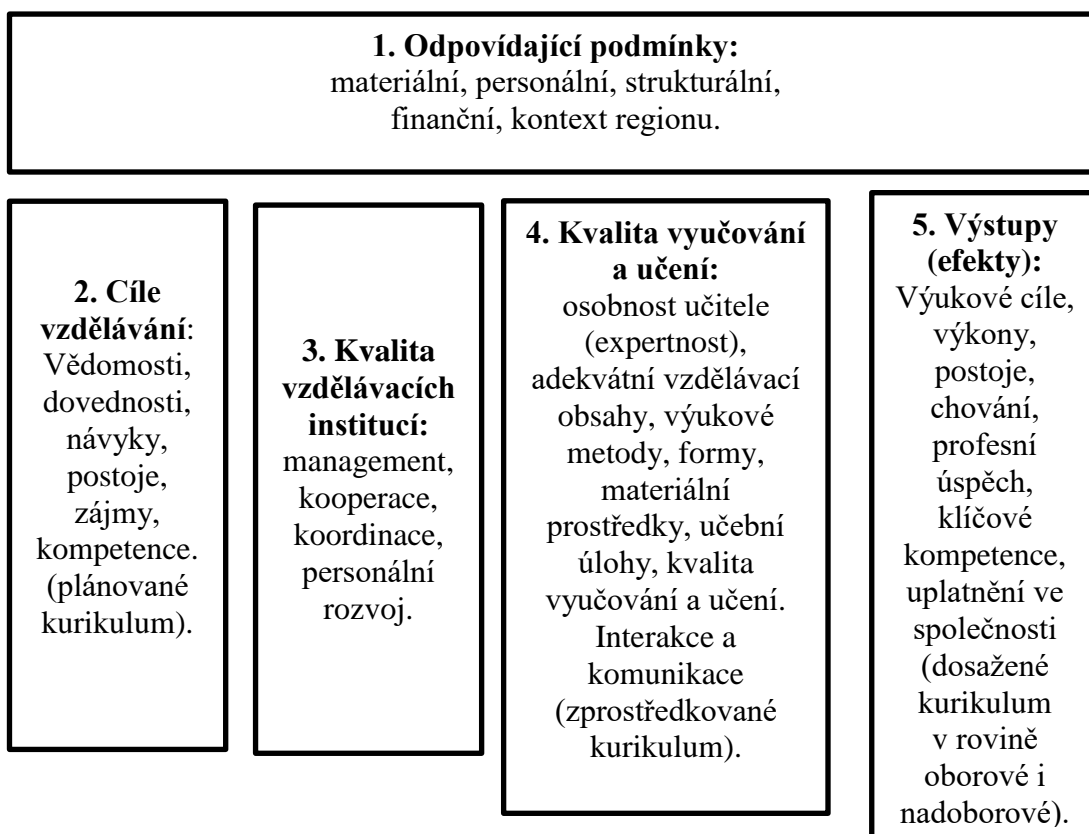 1. Odpovídající podmínky:
materiální, personální, strukturální,
finanční, kontext regionu.
2. Cíle
vzdělávání:
Vědomosti,
dovednosti,
návyky,
postoje,
zájmy,
kompetence.
(plánované
kurikulum).
3. Kvalita
vzdělávacích
institucí:
management,
kooperace,
koordinace,
personální
rozvoj.
4. Kvalita vyučování
a učení:
osobnost učitele
(expertnost),
adekvátní vzdělávací
obsahy, výukové
metody, formy,
materiální
prostředky, učební
úlohy, kvalita
vyučování a učení.
Interakce a
komunikace
(zprostředkované
kurikulum).
5. Výstupy
(efekty):
Výukové cíle,
výkony,
postoje,
chování,
profesní
úspěch,
klíčové
kompetence,
uplatnění ve
společnosti
(dosažené
kurikulum
v rovině
oborové i
nadoborové).